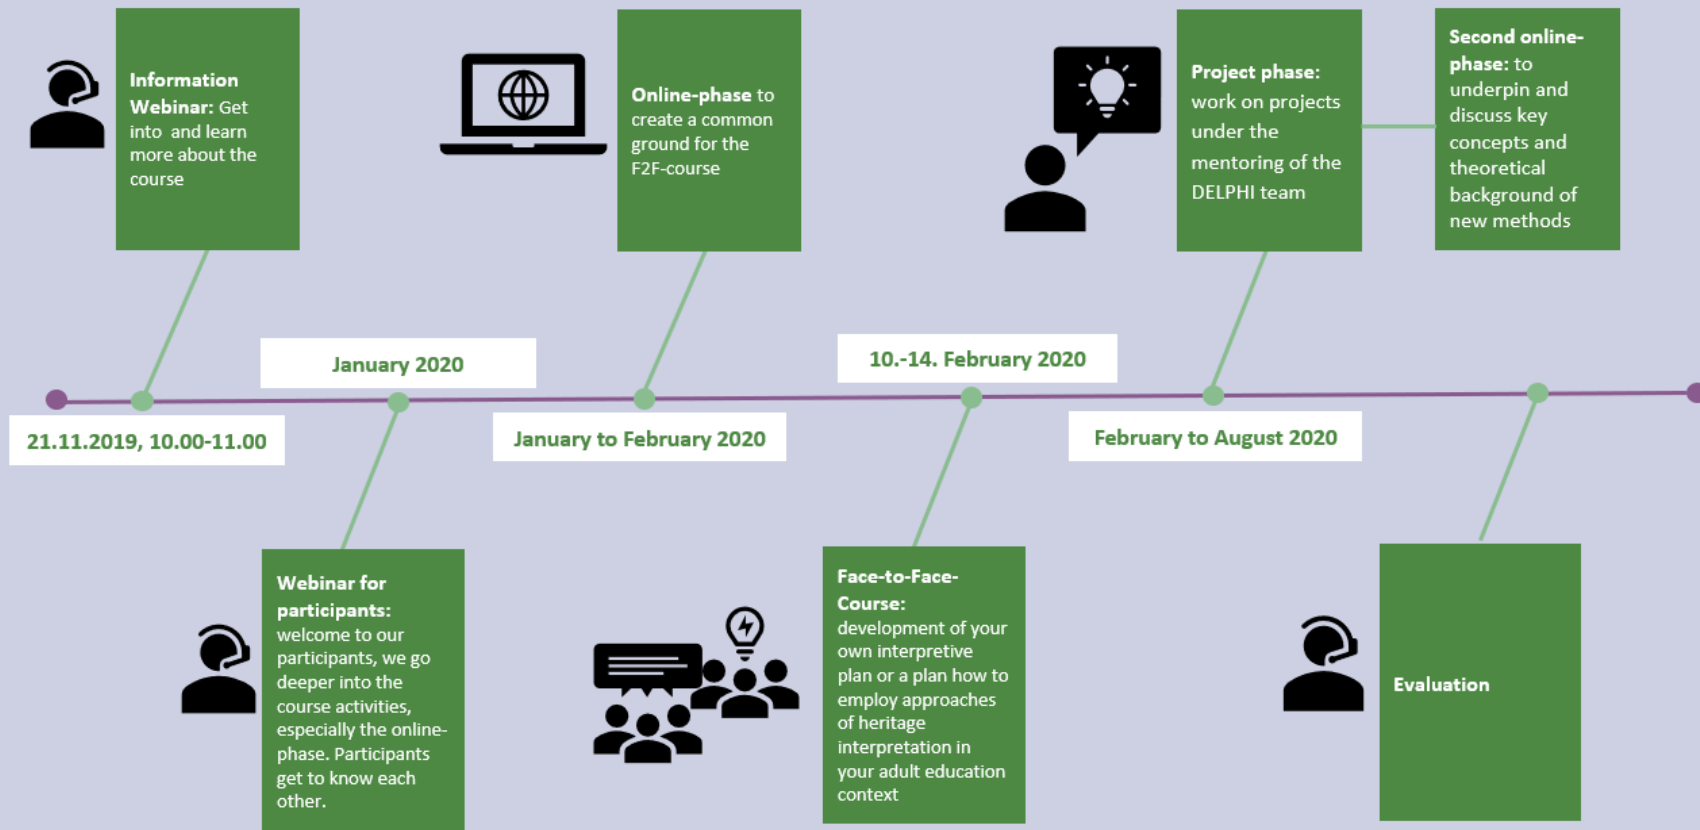 Information
Webinar: Get
into and learn
more about the
course
Online-phase to
create a common
ground for the
F2F-course
Project phase:
work on projects
under the
mentoring of the
DELPHI team
Second online-
phase: to
underpin and
discuss key
concepts and
theoretical
background of
new methods
January 2020
10.-14. February 2020
21.11.2019, 10.00-11.00
January to February 2020
February to August 2020
Webinar for
participants:
welcome to our
participants, we go
deeper into the
course activities,
especially the online-
phase. Participants
get to know each
other.
Face-to-Face-
Course:
development of your
own interpretive
plan or a plan how to
employ approaches
of heritage
interpretation in
your adult education
context
Evaluation